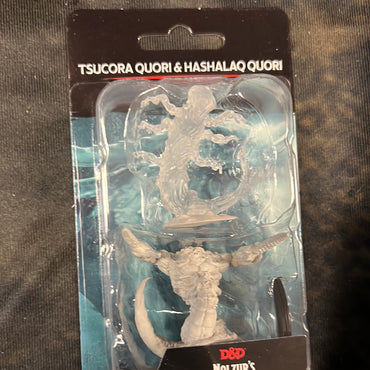 TSUCORA QUORI & HASHALAQ QUORI
D&D
NOLZUR'S